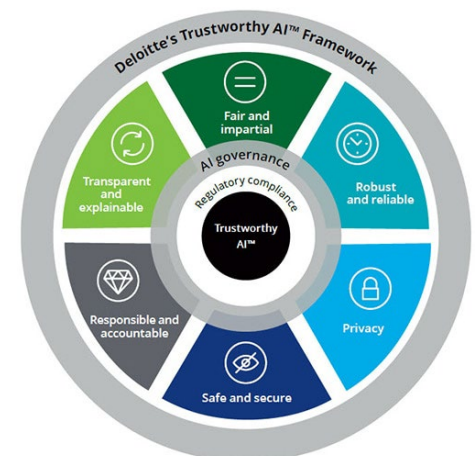 Deloitte's Trustworthy AI™ Framework
Fair and
impartial
Robust
and reliable
Privacy
Safe and secure
Responsible and
accountable
Transparent
and
explainable
AI governance
Regulatory compliance
Trustworthy
AI™